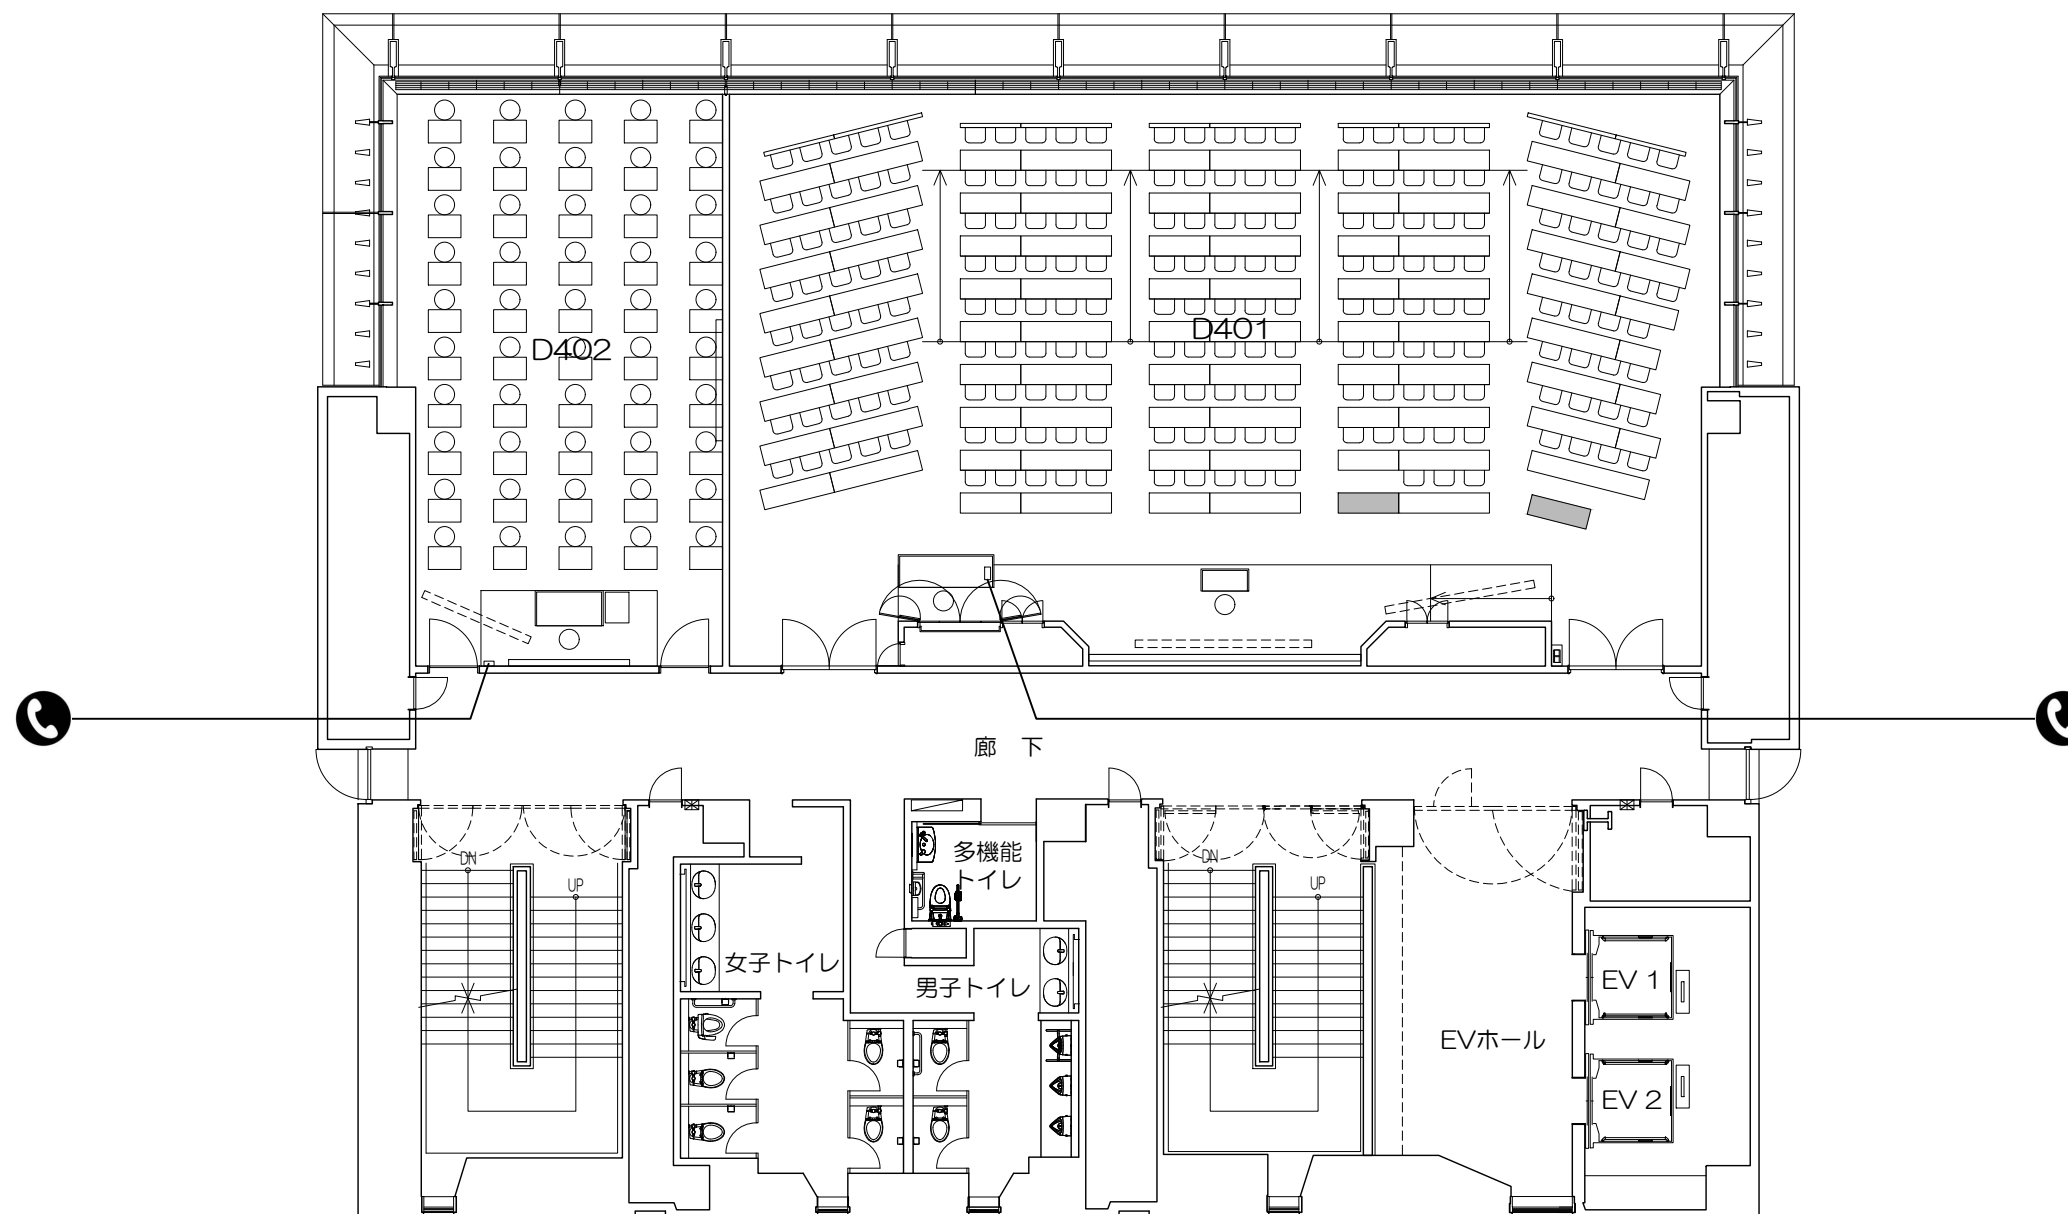 D402
D401
廊 下
DN
UP
多機能
トイレ
DN
UP
女子トイレ
男子トイレ
EV 1
EVホール
EV 2